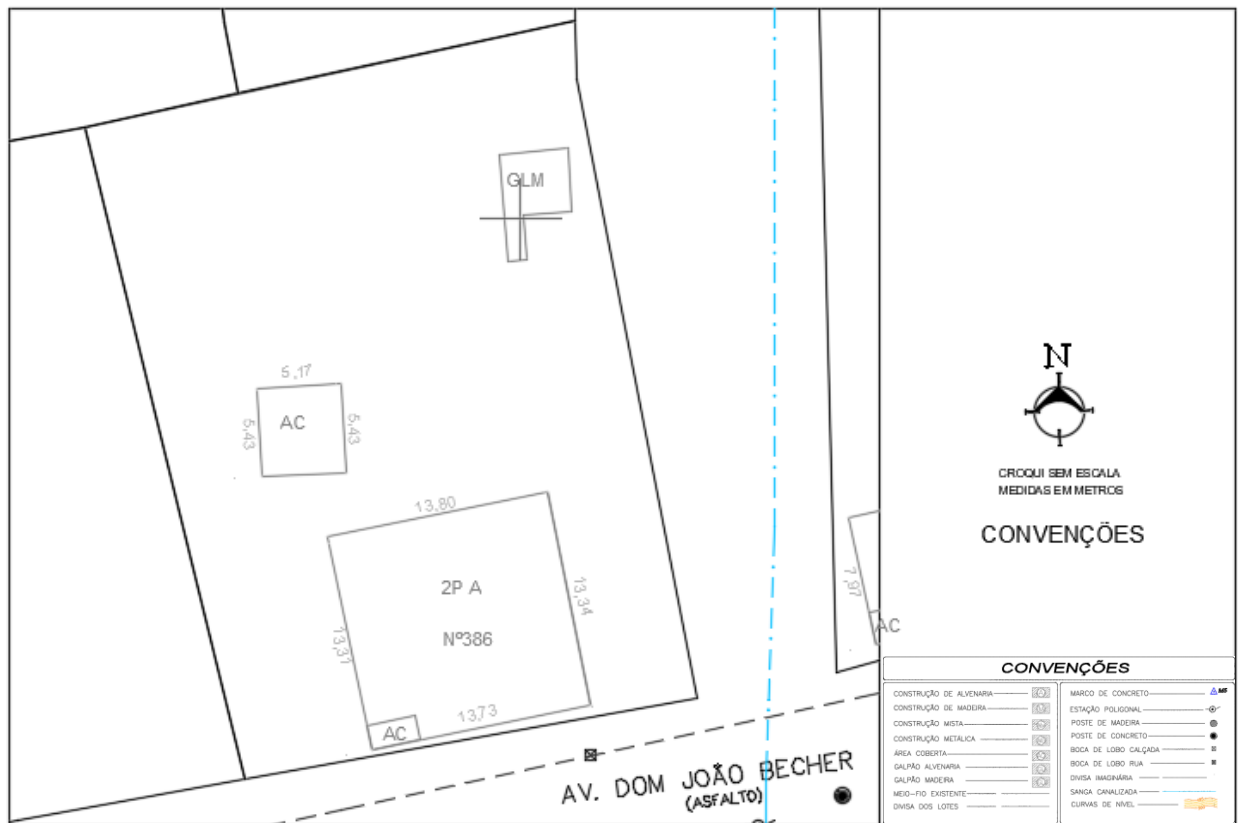 GLM
5,17
5,43
AC
5,43
13,80
2P A
13,34
Nº386
13,31
13,73
AC
AV. DOM JOÃO BECHER
(ASFALTO)
7,97
AC
N
CROQUI SEM ESCALA
MEDIDAS EM METROS
CONVENÇÕES
CONVENÇÕES
CONSTRUÇÃO DE ALVENARIA
CONSTRUÇÃO DE MADEIRA
CONSTRUÇÃO MISTA
CONSTRUÇÃO METÁLICA
ÁREA COBERTA
GALPÃO ALVENARIA
GALPÃO MADEIRA
MEIO-FIO EXISTENTE
DIVISA DOS LOTES
MARCO DE CONCRETO
ESTAÇÃO POLIGONAL
POSTE DE MADEIRA
POSTE DE CONCRETO
BOCA DE LOBO CALÇADA
BOCA DE LOBO RUA
DIVISA IMAGINÁRIA
SANGA CANALIZADA
CURVAS DE NÍVEL